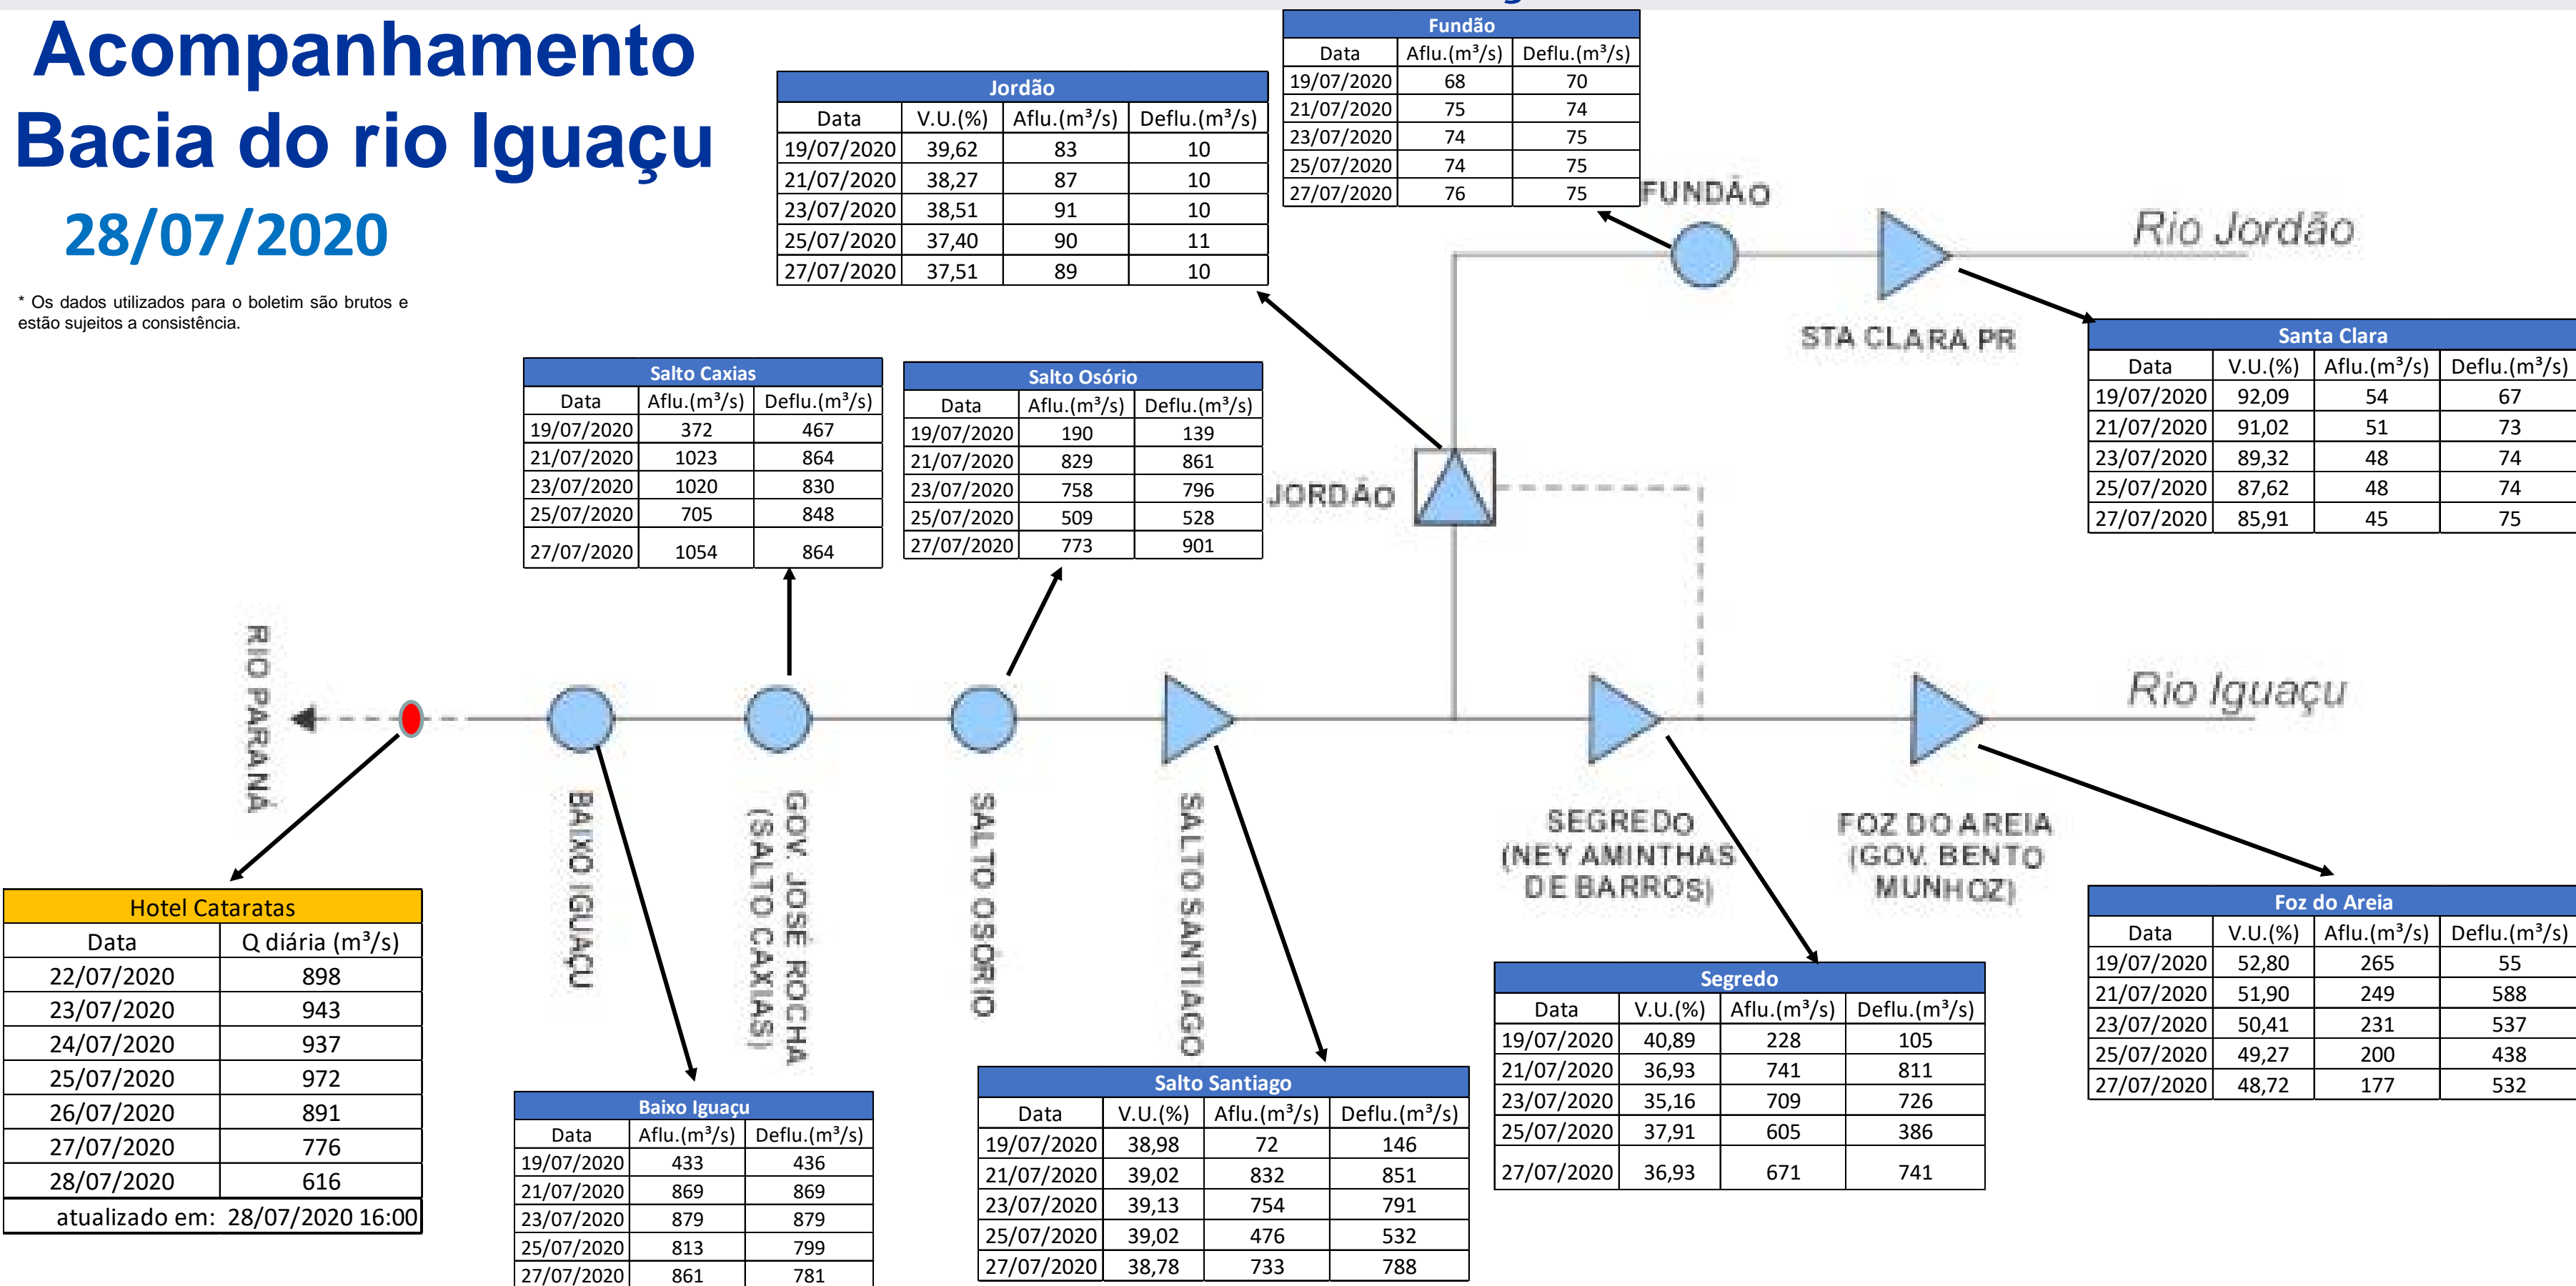 Acompanhamento
Bacia do rio Iguaçu
28/07/2020
* Os dados utilizados para o boletim são brutos e
estão sujeitos a consistência.
Jordão
Data V.U.(%) Aflu.(m³/s) Deflu.(m³/s)
19/07/2020 39,62 83 10
21/07/2020 38,27 87 10
23/07/2020 38,51 91 10
25/07/2020 37,40 90 11
27/07/2020 37,51 89 10
Fundão
Data Aflu.(m³/s) Deflu.(m³/s)
19/07/2020 68 70
21/07/2020 75 74
23/07/2020 74 75
25/07/2020 74 75
27/07/2020 76 75
FUNDÃO
Rio Jordão
STA CLARA PR
Santa Clara
Data V.U.(%) Aflu.(m³/s) Deflu.(m³/s)
19/07/2020 92,09 54 67
21/07/2020 91,02 51 73
23/07/2020 89,32 48 74
25/07/2020 87,62 48 74
27/07/2020 85,91 45 75
Salto Caxias
Data Aflu.(m³/s) Deflu.(m³/s)
19/07/2020 372 467
21/07/2020 1023 864
23/07/2020 1020 830
25/07/2020 705 848
27/07/2020 1054 864
Salto Osório
Data Aflu.(m³/s) Deflu.(m³/s)
19/07/2020 190 139
21/07/2020 829 861
23/07/2020 758 796
25/07/2020 509 528
27/07/2020 773 901
JORDÃO
RIO PARANÁ
Rio Iguaçu
BAIXO IGUAÇU
GOV. JOSÉ ROCHA
(SALTO CAXIAS)
SALTO OSÓRIO
SALTO SANTIAGO
SEGREDO
(NEY AMINTHAS
DE BARROS)
FOZ DO AREIA
(GOV. BENTO
MUNHOZ)
Hotel Cataratas
Data Q diária (m³/s)
22/07/2020 898
23/07/2020 943
24/07/2020 937
25/07/2020 972
26/07/2020 891
27/07/2020 776
28/07/2020 616
atualizado em: 28/07/2020 16:00
Baixo Iguaçu
Data Aflu.(m³/s) Deflu.(m³/s)
19/07/2020 433 436
21/07/2020 869 869
23/07/2020 879 879
25/07/2020 813 799
27/07/2020 861 781
Salto Santiago
Data V.U.(%) Aflu.(m³/s) Deflu.(m³/s)
19/07/2020 38,98 72 146
21/07/2020 39,02 832 851
23/07/2020 39,13 754 791
25/07/2020 39,02 476 532
27/07/2020 38,78 733 788
Segredo
Data V.U.(%) Aflu.(m³/s) Deflu.(m³/s)
19/07/2020 40,89 228 105
21/07/2020 36,93 741 811
23/07/2020 35,16 709 726
25/07/2020 37,91 605 386
27/07/2020 36,93 671 741
Foz do Areia
Data V.U.(%) Aflu.(m³/s) Deflu.(m³/s)
19/07/2020 52,80 265 55
21/07/2020 51,90 249 588
23/07/2020 50,41 231 537
25/07/2020 49,27 200 438
27/07/2020 48,72 177 532